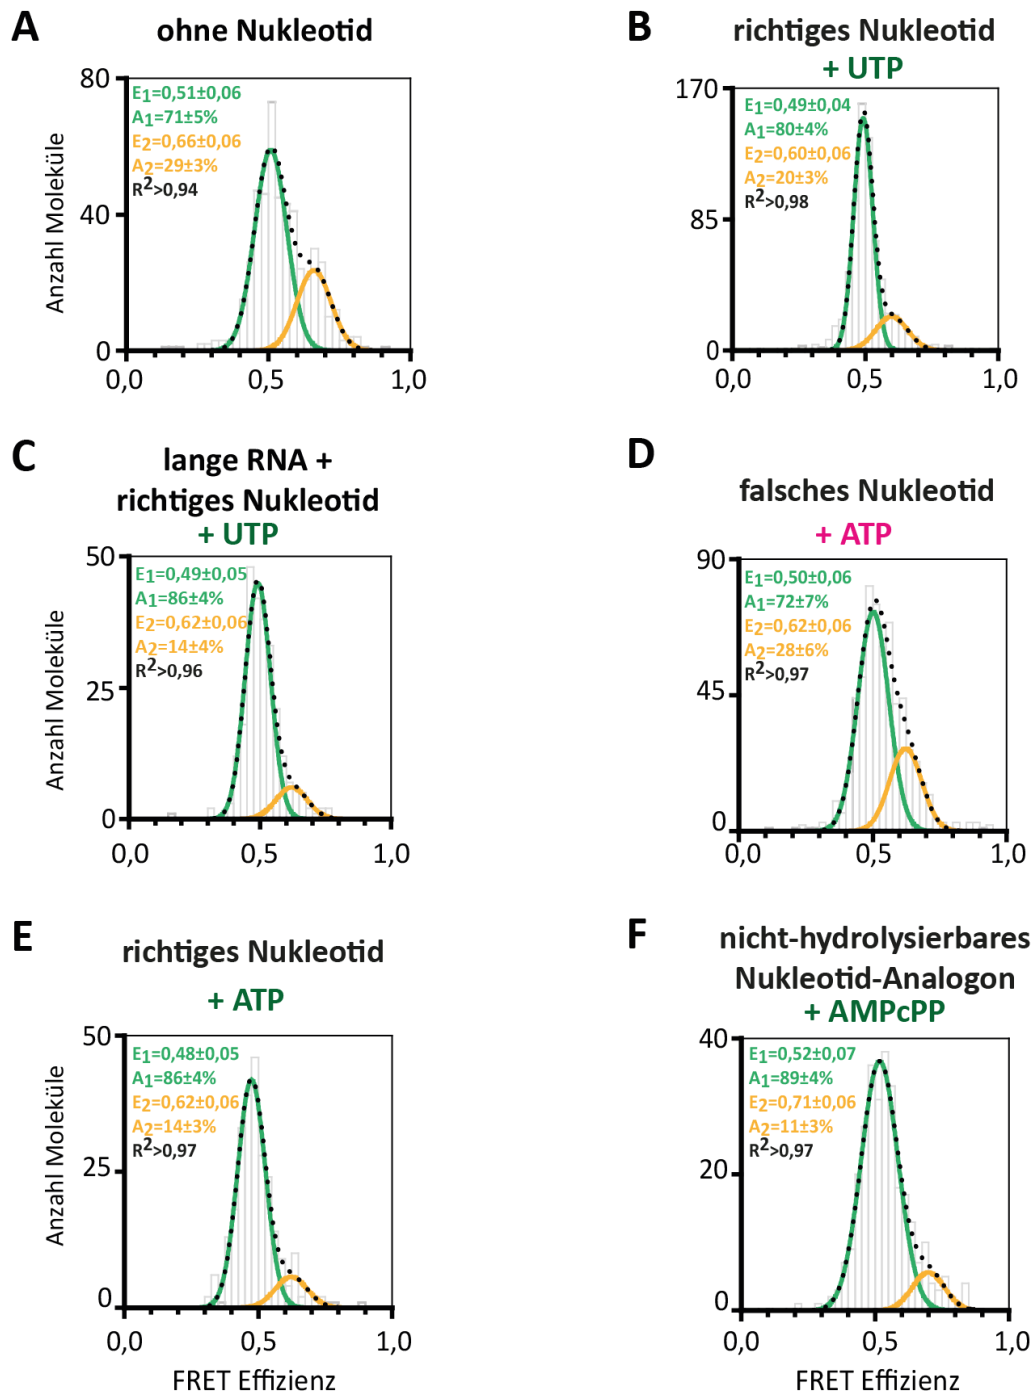 A
ohne Nukleotid
80
40
0
Anzahl Moleküle
E1=0,51±0,06
A1=71±5%
E2=0,66±0,06
A2=29±3%
R2>0,94
0,0 0,5 1,0
B
richtiges Nukleotid
+ UTP
170
85
0
E1=0,49±0,04
A1=80±4%
E2=0,60±0,06
A2=20±3%
R2>0,98
0,0 0,5 1,0
C
lange RNA +
richtiges Nukleotid
+ UTP
50
25
0
Anzahl Moleküle
E1=0,49±0,05
A1=86±4%
E2=0,62±0,06
A2=14±4%
R2>0,96
0,0 0,5 1,0
D
falsches Nukleotid
+ ATP
90
45
0
E1=0,50±0,06
A1=72±7%
E2=0,62±0,06
A2=28±6%
R2>0,97
0,0 0,5 1,0
E
richtiges Nukleotid
+ ATP
50
25
0
Anzahl Moleküle
E1=0,48±0,05
A1=86±4%
E2=0,62±0,06
A2=14±3%
R2>0,97
0,0 0,5 1,0
FRET Effizienz
F
nicht-hydrolysierbares
Nukleotid-Analogon
+ AMPcPP
40
20
0
E1=0,52±0,07
A1=89±4%
E2=0,71±0,06
A2=11±3%
R2>0,97
0,0 0,5 1,0
FRET Effizienz